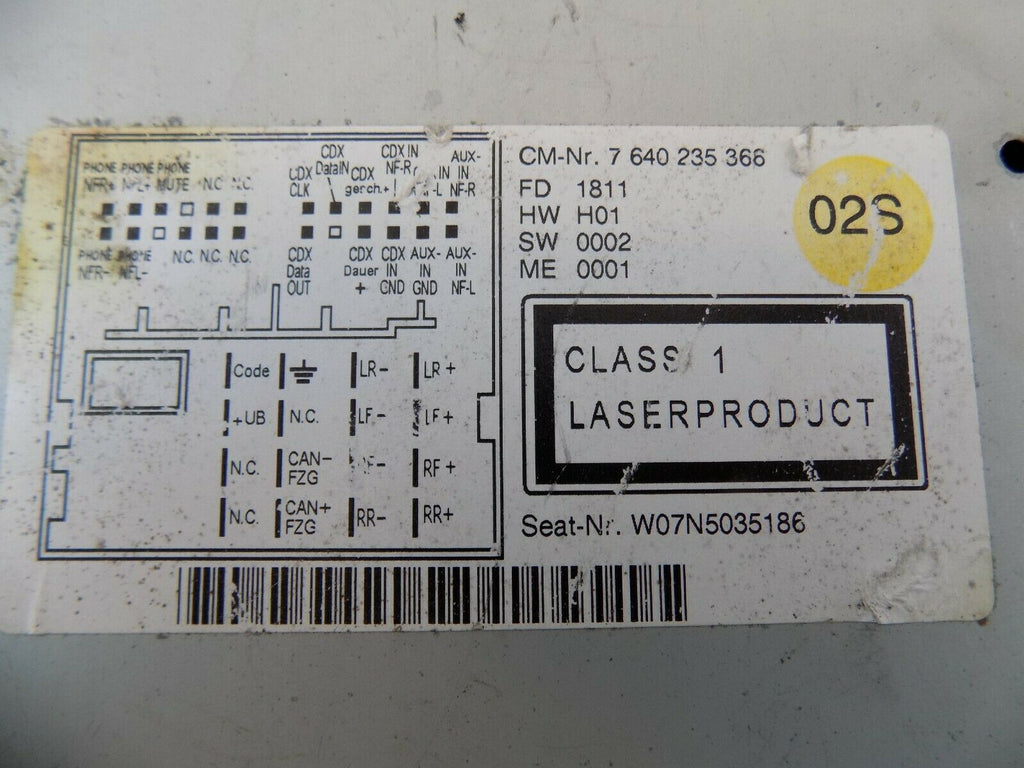 PHONE PHONE PHONE
NFR+ NFL+ MUTE N.C. N.C.
PHONE PHONE
NFR- NFL-
N.C. N.C. N.C.
CDX
CLK
CDX
DataIN
CDX
gerch.+
CDX IN
NF-R
IN
-L
AUX-
IN
NF-R
CDX
Data
OUT
CDX
Dauer
+
CDX
IN
GND
AUX-
IN
GND
AUX-
IN
NF-L
Code LR- LR+
+UB N.C. LF- LF+
N.C. CAN-
FZG
F- RF+
N.C. CAN+
FZG
RR- RR+
CM-Nr. 7 640 235 366
FD 1811
HW H01
SW 0002
ME 0001
02S
CLASS 1
LASERPRODUCT
Seat-Nr. W07N5035186